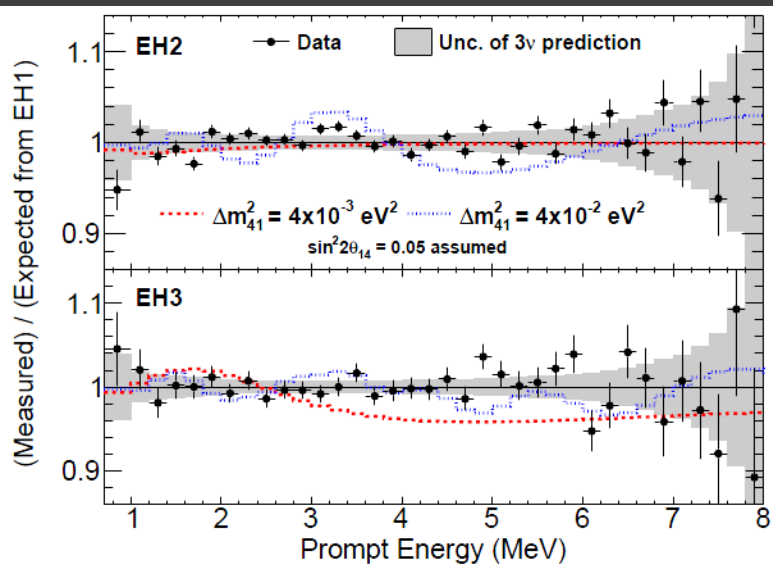 EH2
Data
Unc. of 3ν prediction
1.1
1
0.9
Δm²₄₁ = 4x10⁻³ eV²
Δm²₄₁ = 4x10⁻² eV²
sin²2θ₁₄ = 0.05 assumed
EH3
1.1
1
0.9
(Measured) / (Expected from EH1)
1 2 3 4 5 6 7 8
Prompt Energy (MeV)